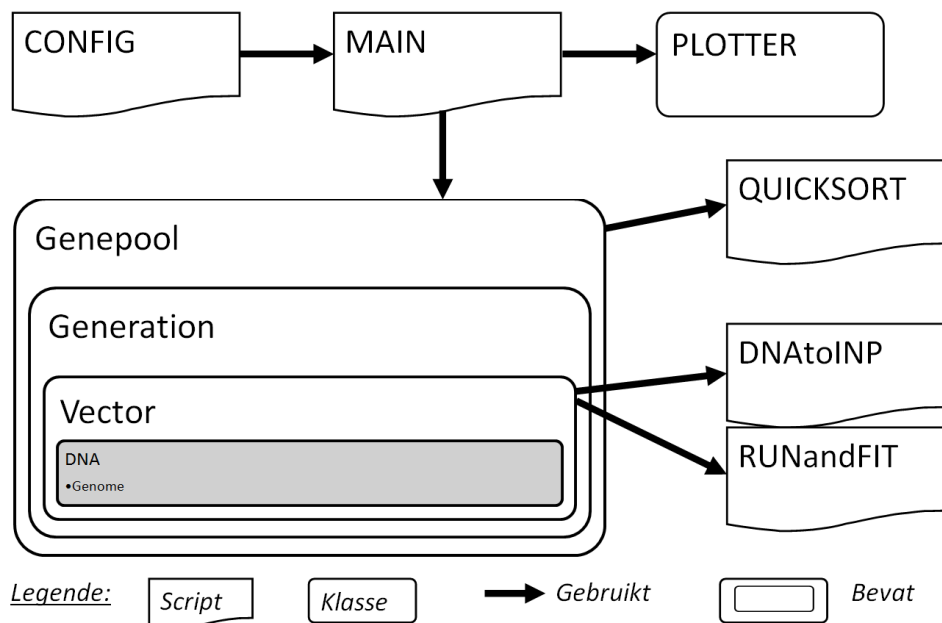 CONFIG
MAIN
PLOTTER
QUICKSORT
Genepool
Generation
DNAtoINP
Vector
RUNandFIT
DNA
•Genome
Legende:
Script
Klasse
Gebruikt
Bevat